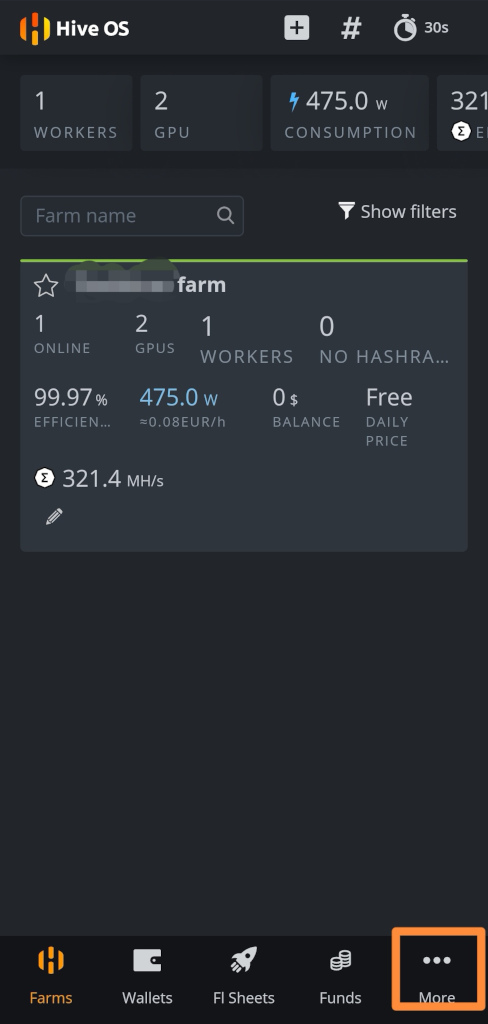 Hive OS
30s
1
WORKERS
2
GPU
475.0 W
CONSUMPTION
321
Farm name
Show filters
farm
1
ONLINE
2
GPUS
1
WORKERS
0
NO HASHRA...
99.97 %
EFFICIEN...
475.0 W
≈0.08EUR/h
0 $
BALANCE
Free
DAILY
PRICE
Σ 321.4 MH/s
Farms
Wallets
Fl Sheets
Funds
More